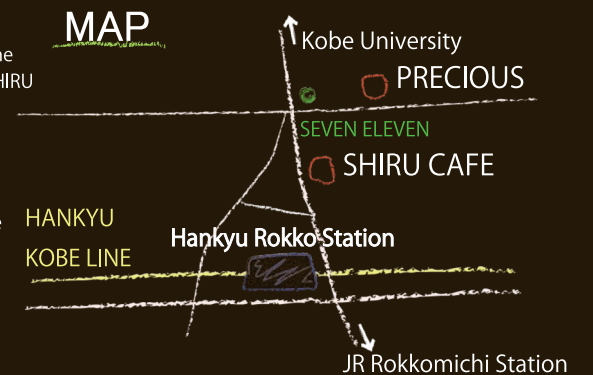 MAP
Kobe University
PRECIOUS
SEVEN ELEVEN
SHIRU CAFE
HANKYU
KOBE LINE
Hankyu Rokko Station
JR Rokkomichi Station